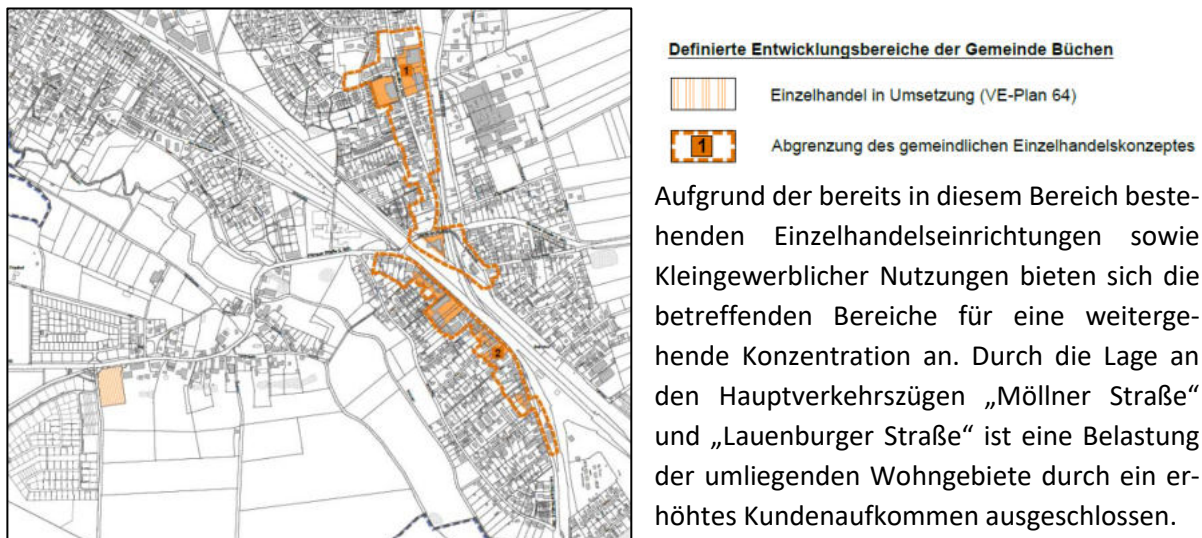 Definierte Entwicklungsbereiche der Gemeinde Büchen
Einzelhandel in Umsetzung (VE-Plan 64)
1
Abgrenzung des gemeindlichen Einzelhandelskonzeptes
Aufgrund der bereits in diesem Bereich beste-
henden Einzelhandelseinrichtungen sowie
Kleingewerblicher Nutzungen bieten sich die
betreffenden Bereiche für eine weiterge-
hende Konzentration an. Durch die Lage an
den Hauptverkehrszügen „Möllner Straße“
und „Lauenburger Straße“ ist eine Belastung
der umliegenden Wohngebiete durch ein er-
höhtes Kundenaufkommen ausgeschlossen.
1
2